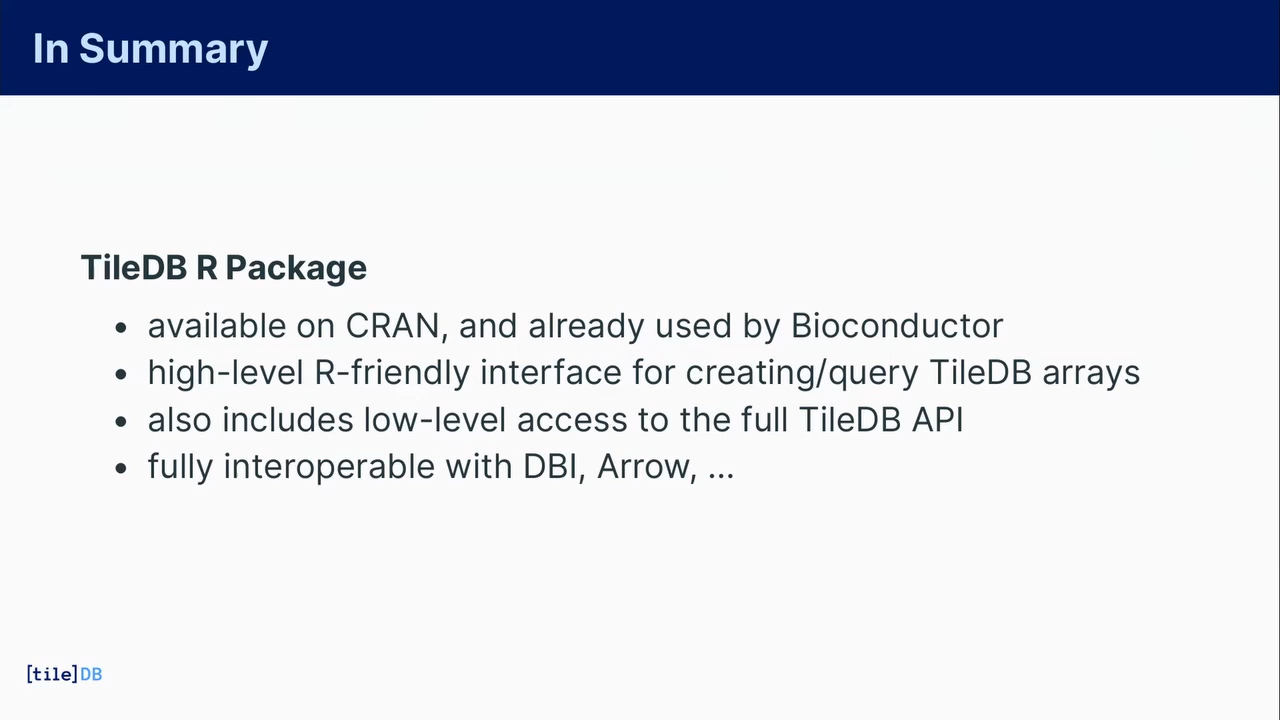 In Summary
TileDB R Package
• available on CRAN, and already used by Bioconductor
• high-level R-friendly interface for creating/query TileDB arrays
• also includes low-level access to the full TileDB API
• fully interoperable with DBI, Arrow, ...
[tile]DB